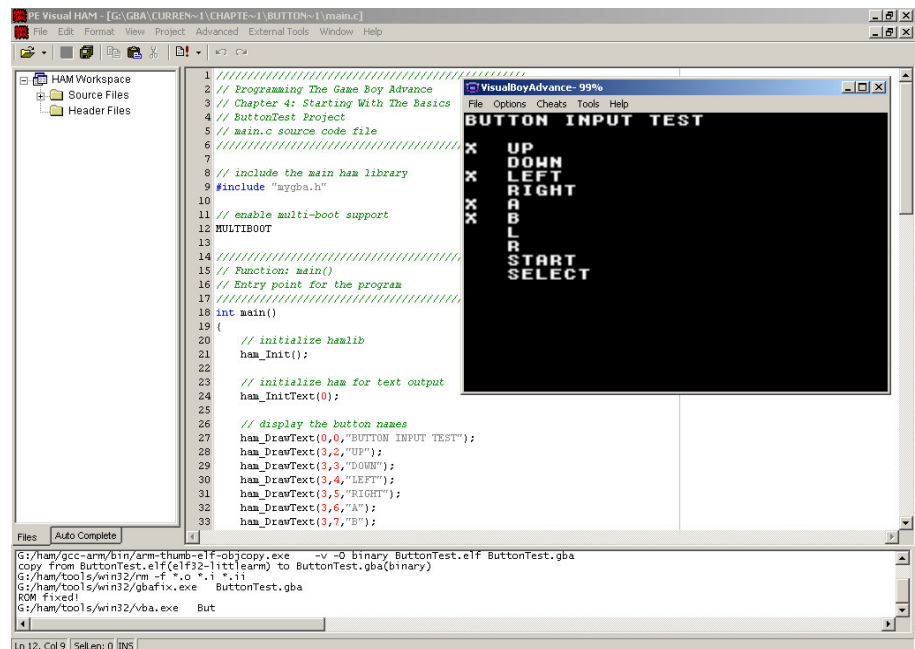 PE Visual HAM - [G:\GBA\CURREN~1\CHAPTE~1\BUTTON~1\main.c]
File Edit Format View Project Advanced External Tools Window Help
HAM Workspace
Source Files
Header Files
Files Auto Complete
1 ////////////////////////////////////////////////////
2 // Programming The Game Boy Advance
3 // Chapter 4: Starting With The Basics
4 // ButtonTest Project
5 // main.c source code file
6 /////////////////////////////////////////
7
8 // include the main ham library
9 #include "mygba.h"
10
11 // enable multi-boot support
12 MULTIBOOT
13
14 /////////////////////////////////////////
15 // Function: main()
16 // Entry point for the program
17 /////////////////////////////////////////
18 int main()
19 {
20 // initialize hamlib
21 ham_Init();
22
23 // initialize ham for text output
24 ham_InitText(0);
25
26 // display the button names
27 ham_DrawText(0,0,"BUTTON INPUT TEST");
28 ham_DrawText(3,2,"UP");
29 ham_DrawText(3,3,"DOWN");
30 ham_DrawText(3,4,"LEFT");
31 ham_DrawText(3,5,"RIGHT");
32 ham_DrawText(3,6,"A");
33 ham_DrawText(3,7,"B");
VisualBoyAdvance- 99%
File Options Cheats Tools Help
BUTTON INPUT TEST
X UP
DOWN
X LEFT
RIGHT
X A
X B
L
R
START
SELECT
G:/ham/gcc-arm/bin/arm-thumb-elf-objcopy.exe -v -O binary ButtonTest.elf ButtonTest.gba
copy from ButtonTest.elf(elf32-littlearm) to ButtonTest.gba(binary)
G:/ham/tools/win32/rm -f *.o *.i *.ii
G:/ham/tools/win32/gbafix.exe ButtonTest.gba
ROM fixed!
G:/ham/tools/win32/vba.exe But
Ln 12, Col 9 SelLen: 0 INS